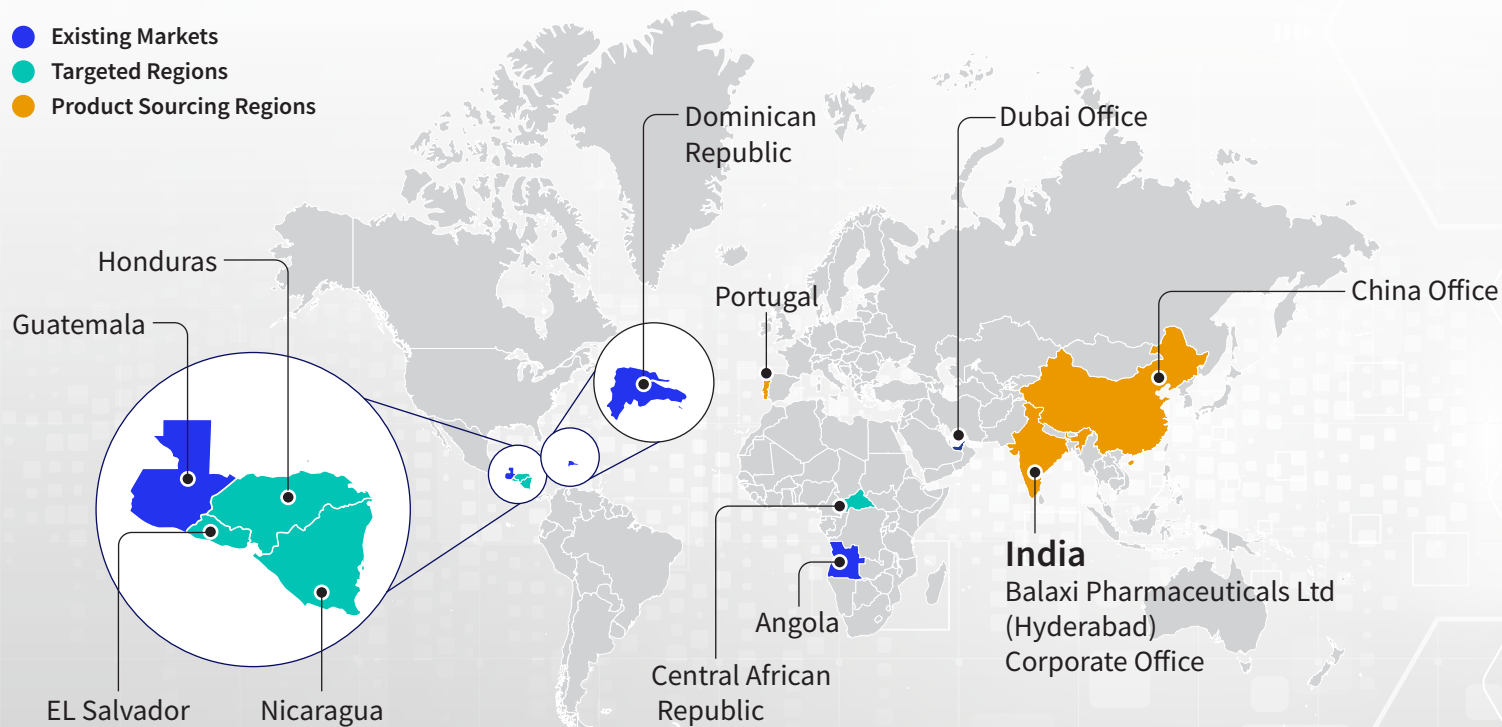 Existing Markets
Targeted Regions
Product Sourcing Regions
Dominican
Republic
Dubai Office
Honduras
Guatemala
Portugal
China Office
India
Balaxi Pharmaceuticals Ltd
(Hyderabad)
Corporate Office
Angola
Central African
Republic
EL Salvador
Nicaragua